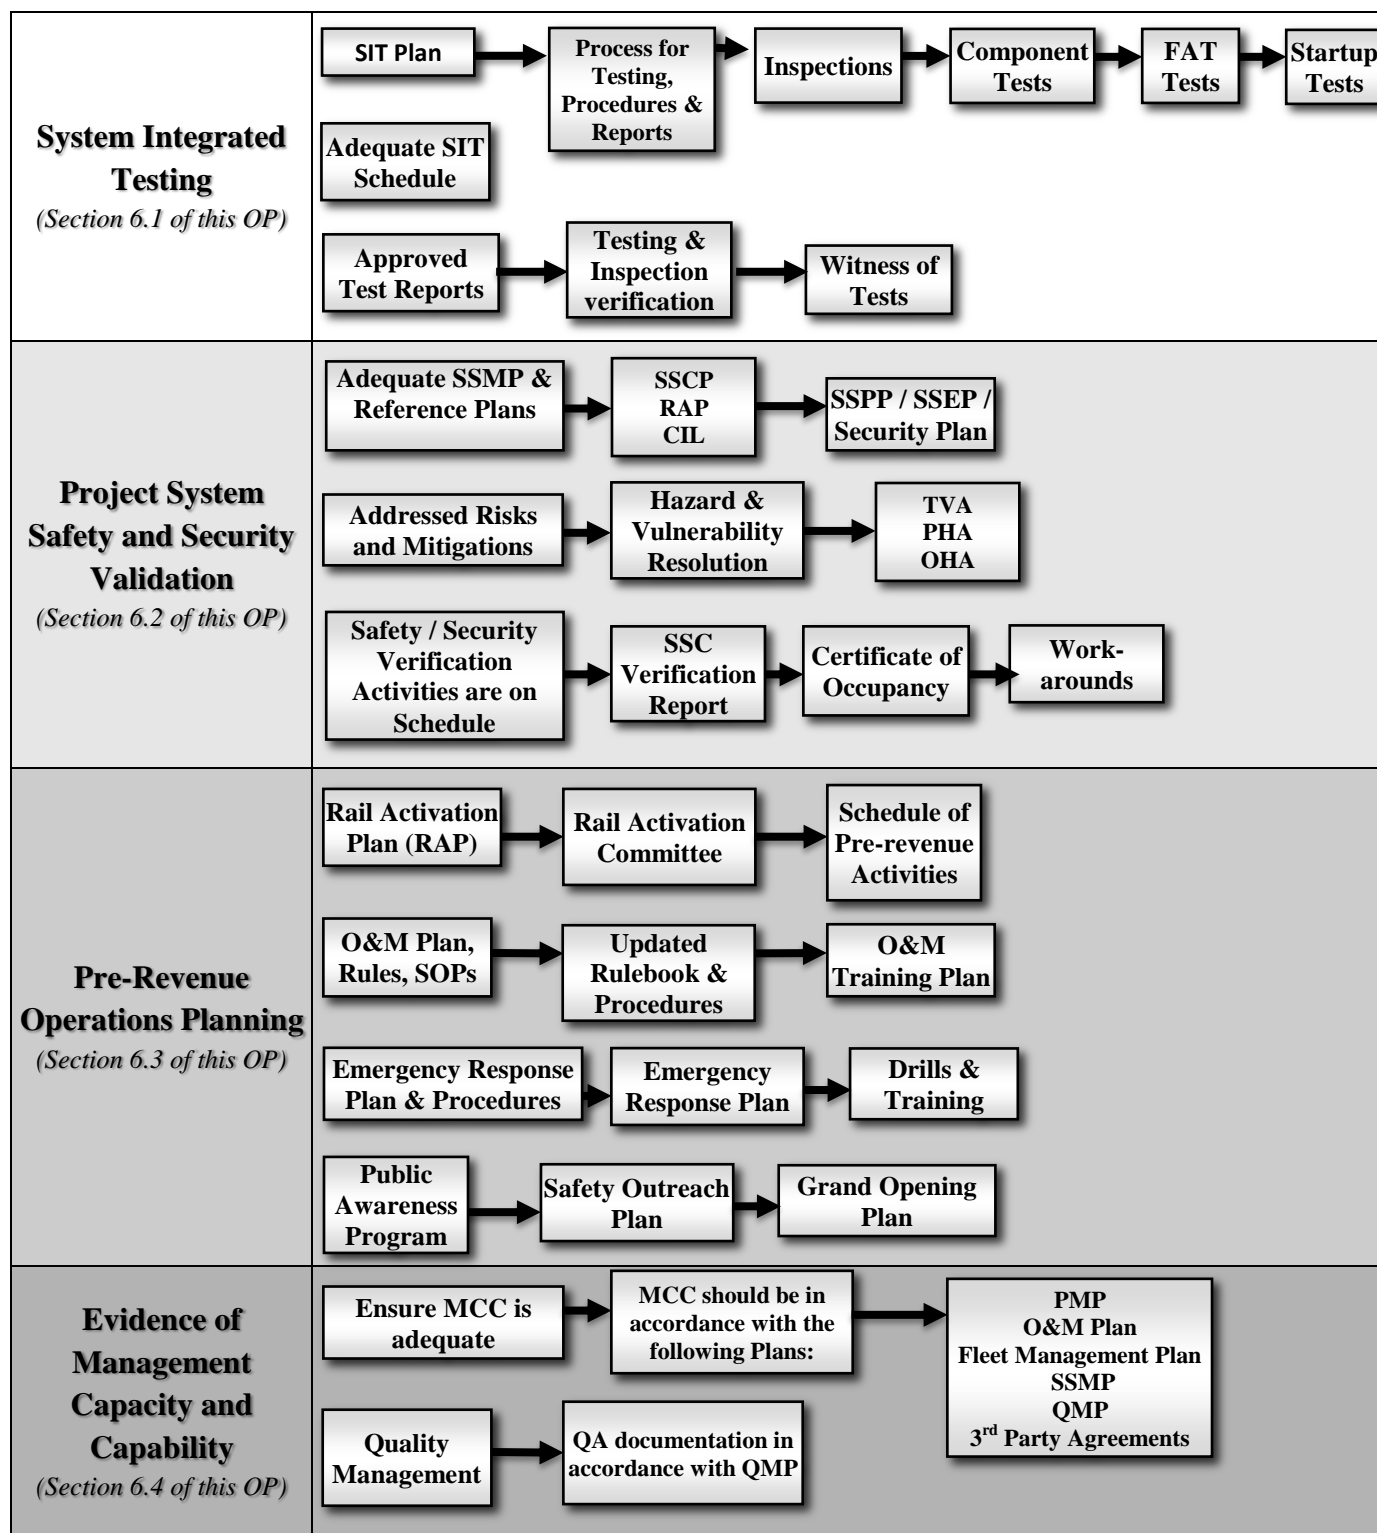 System Integrated
Testing
(Section 6.1 of this OP)
SIT Plan
Process for
Testing,
Procedures &
Reports
Inspections
Component
Tests
FAT
Tests
Startup
Tests
Adequate SIT
Schedule
Approved
Test Reports
Testing &
Inspection
verification
Witness of
Tests
Project System
Safety and Security
Validation
(Section 6.2 of this OP)
Adequate SSMP &
Reference Plans
SSCP
RAP
CIL
SSPP / SSEP /
Security Plan
Addressed Risks
and Mitigations
Hazard &
Vulnerability
Resolution
TVA
PHA
OHA
Safety / Security
Verification
Activities are on
Schedule
SSC
Verification
Report
Certificate of
Occupancy
Work-
arounds
Pre-Revenue
Operations Planning
(Section 6.3 of this OP)
Rail Activation
Plan (RAP)
Rail Activation
Committee
Schedule of
Pre-revenue
Activities
O&M Plan,
Rules, SOPs
Updated
Rulebook &
Procedures
O&M
Training Plan
Emergency Response
Plan & Procedures
Emergency
Response Plan
Drills &
Training
Public
Awareness
Program
Safety Outreach
Plan
Grand Opening
Plan
Evidence of
Management
Capacity and
Capability
(Section 6.4 of this OP)
Ensure MCC is
adequate
MCC should be in
accordance with the
following Plans:
PMP
O&M Plan
Fleet Management Plan
SSMP
QMP
3rd Party Agreements
Quality
Management
QA documentation in
accordance with QMP